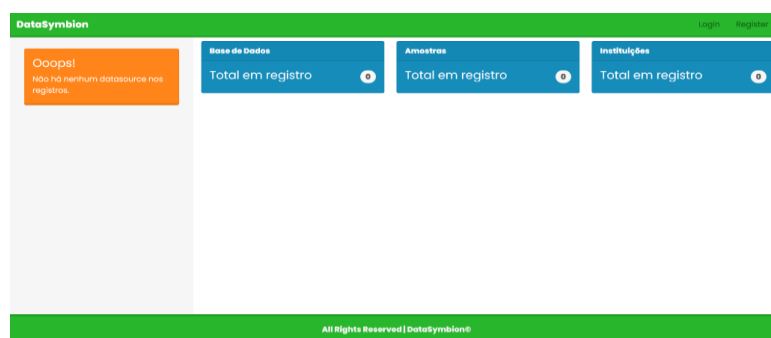 DataSymbion
Login Register
Ooops!
Não há nenhum datasource nos
registros.
Base de Dados
Total em registro 0
Amostras
Total em registro 0
Instituições
Total em registro 0
All Rights Reserved | DataSymbion®